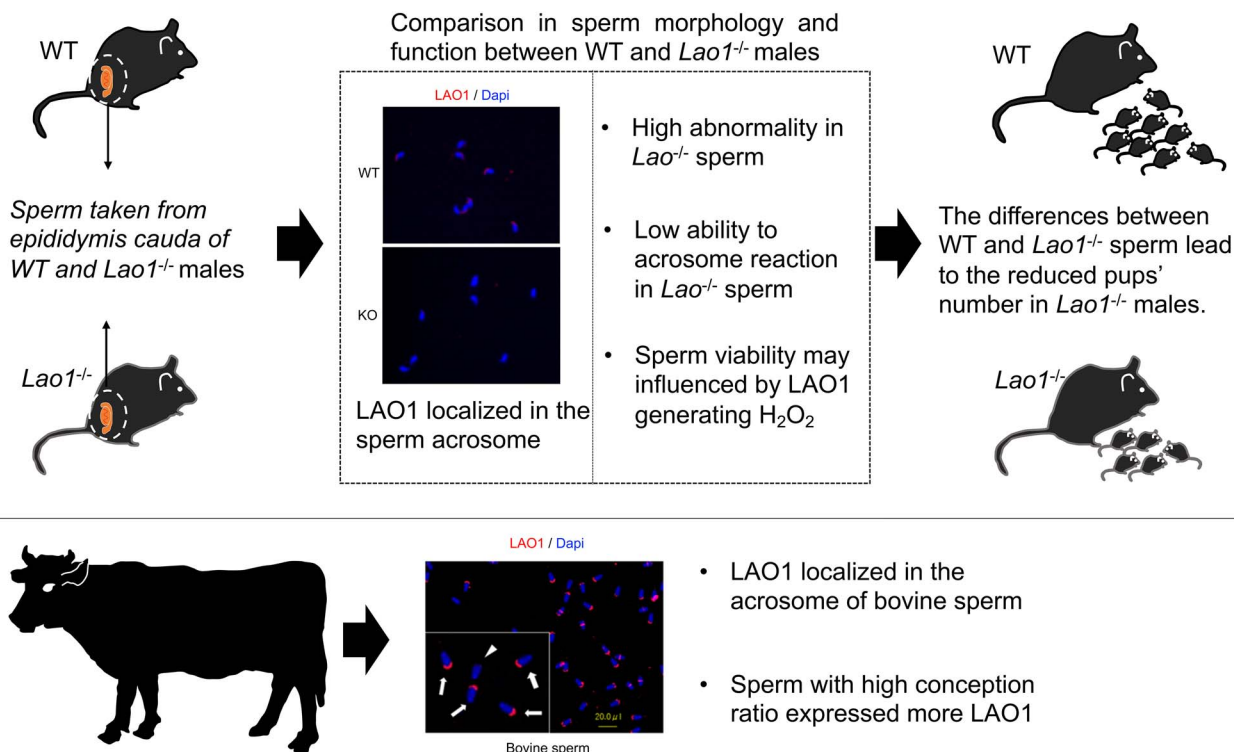 WT
Sperm taken from
epididymis cauda of
WT and Lao1-/- males
Lao1-/-
Comparison in sperm morphology and
function between WT and Lao1-/- males
LAO1 / Dapi
WT
KO
LAO1 localized in the
sperm acrosome
• High abnormality in
Lao-/- sperm
• Low ability to
acrosome reaction
in Lao-/- sperm
• Sperm viability may
influenced by LAO1
generating H₂O₂
WT
The differences between
WT and Lao1-/- sperm lead
to the reduced pups'
number in Lao1-/- males.
Lao1-/-
LAO1 / Dapi
20.0 μl
Bovine sperm
• LAO1 localized in the
acrosome of bovine sperm
• Sperm with high conception
ratio expressed more LAO1